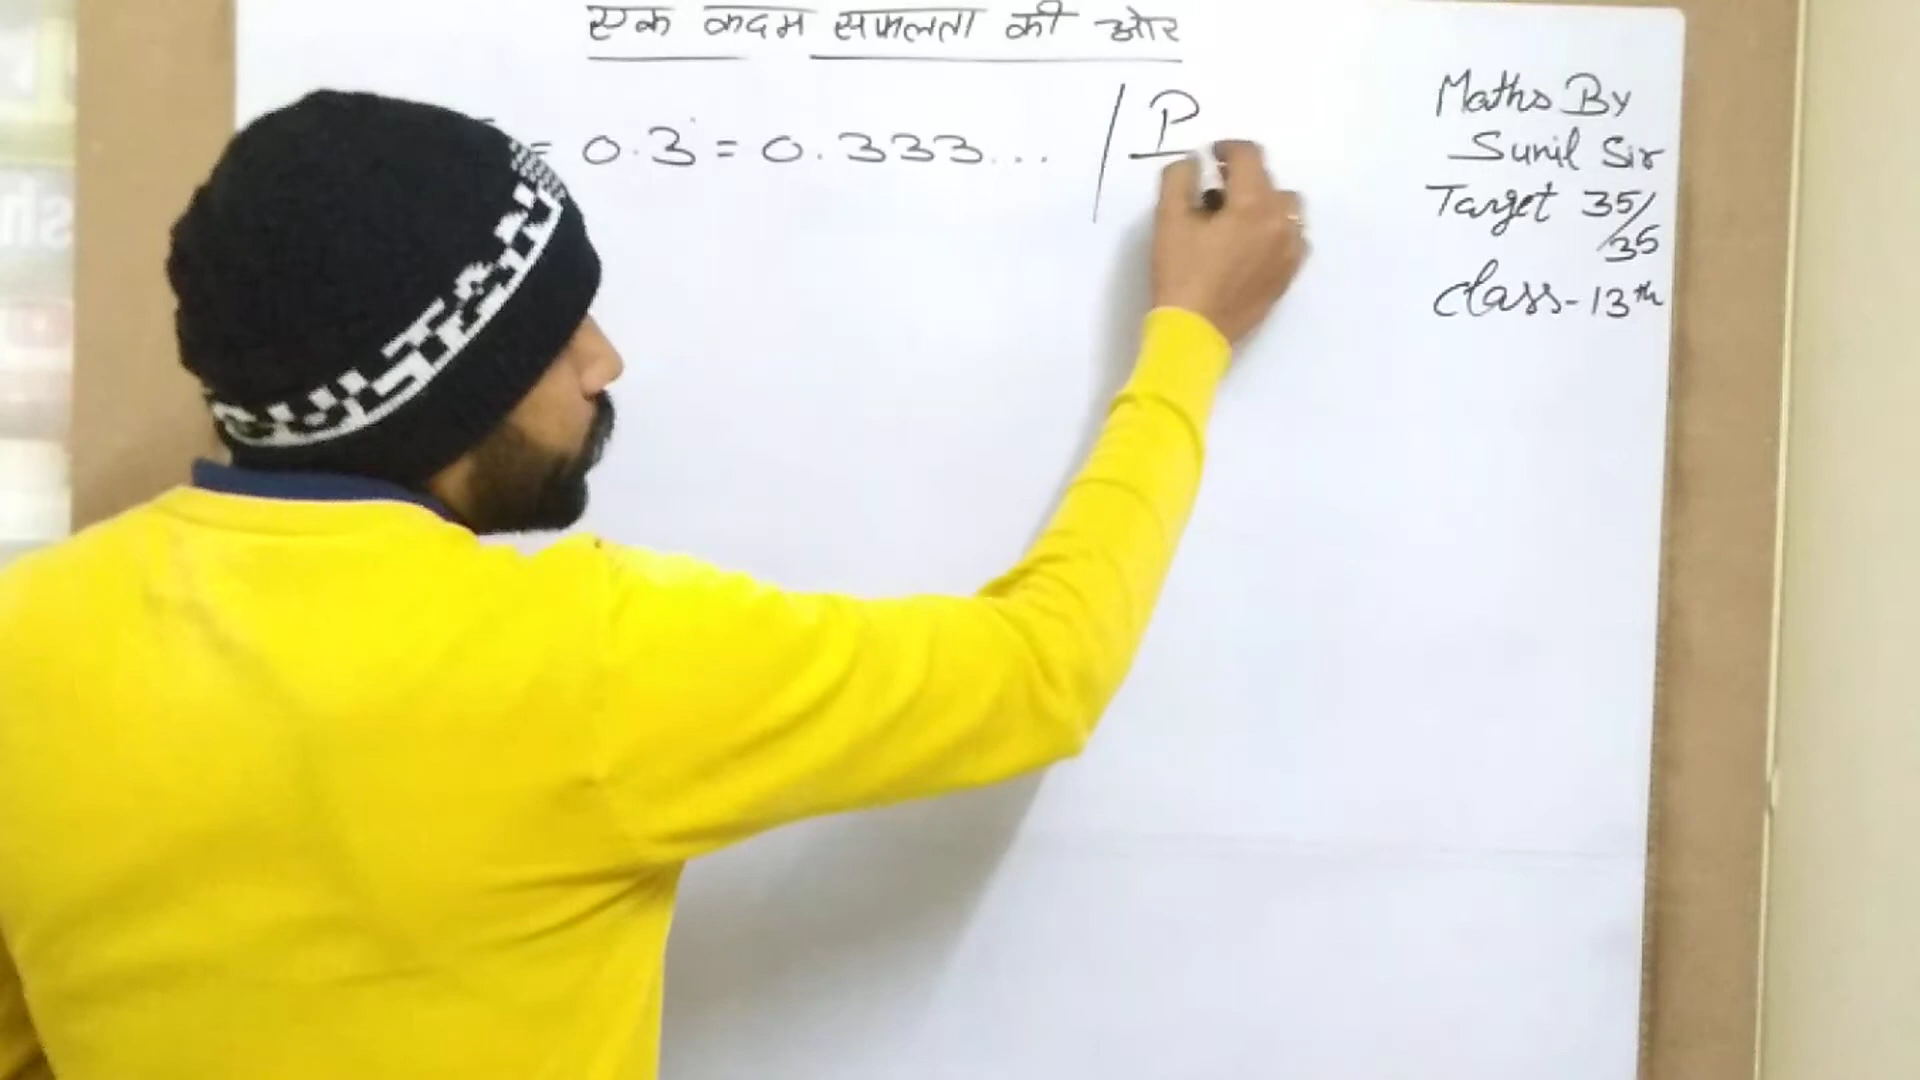 एक कदम सफलता की ओर
= 0.3̇ = 0.333... / P
Maths By
Sunil Sir
Target 35/
35
Class-13th